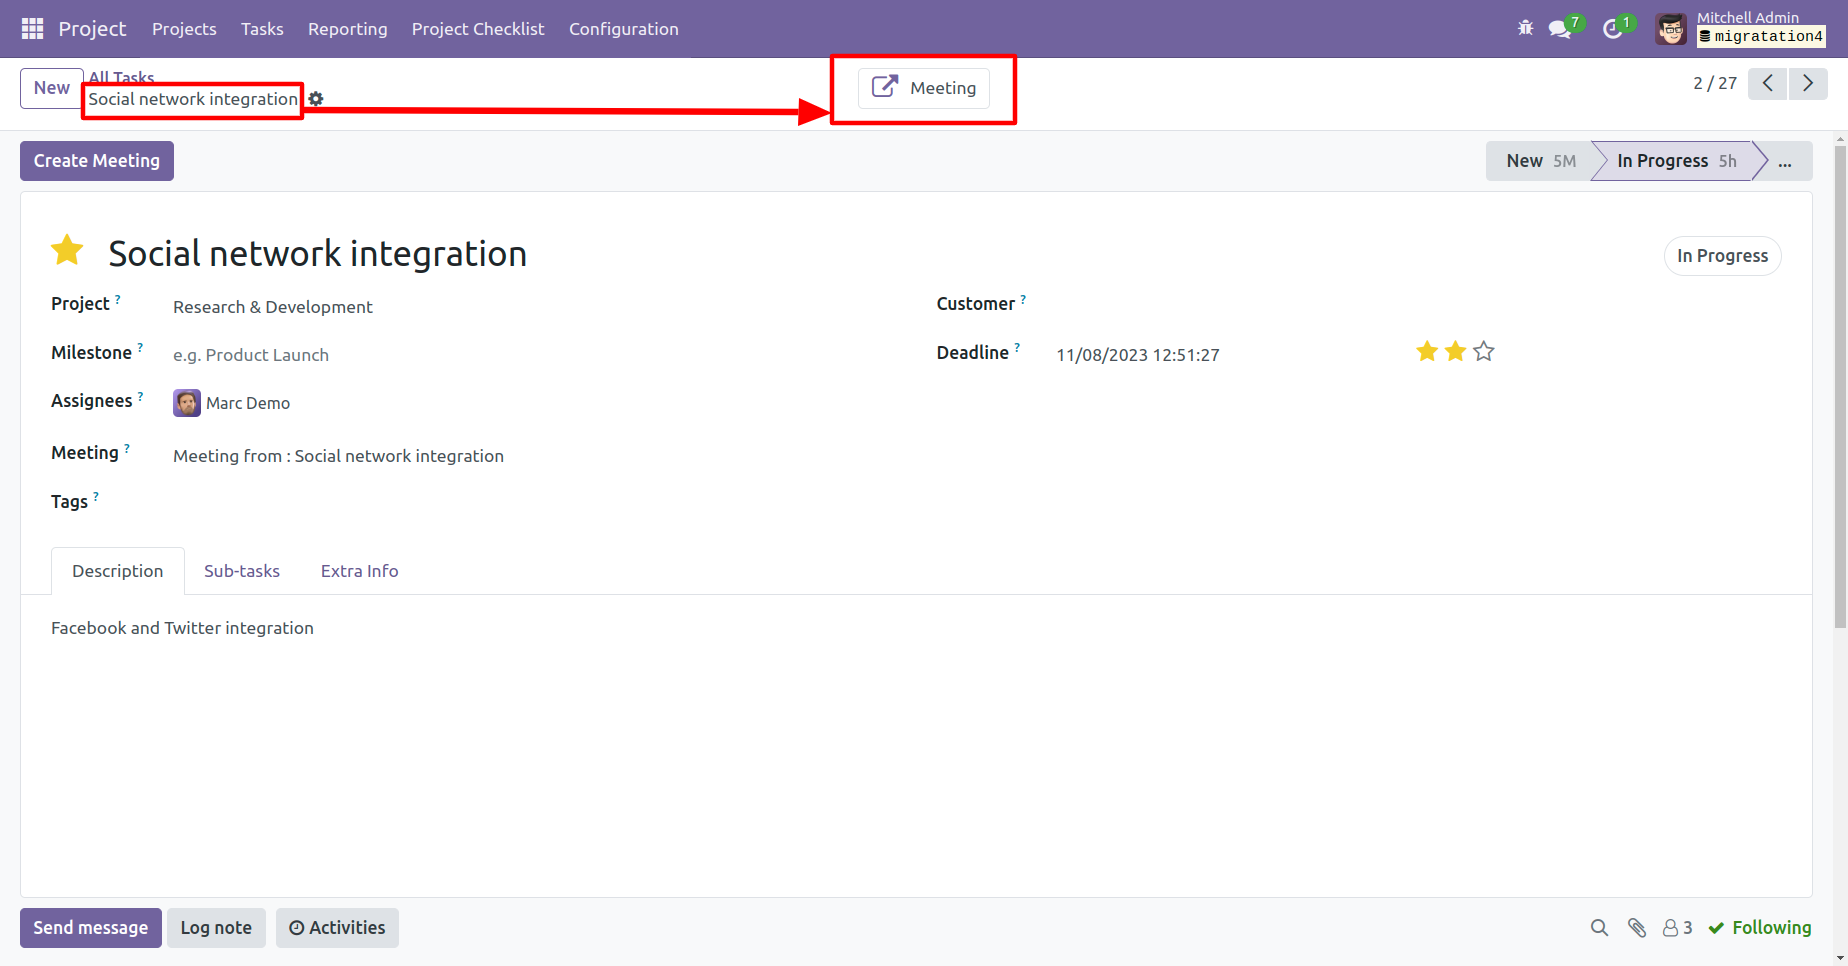 Project Projects Tasks Reporting Project Checklist Configuration 7 1 Mitchell Admin
migratation4
New All Tasks
Social network integration
Meeting
2 / 27
Create Meeting
New 5M In Progress 5h ...
Social network integration
In Progress
Project ? Research & Development
Customer ?
Milestone ? e.g. Product Launch
Deadline ? 11/08/2023 12:51:27
Assignees ? Marc Demo
Meeting ? Meeting from : Social network integration
Tags ?
Description Sub-tasks Extra Info
Facebook and Twitter integration
Send message Log note Activities 3 Following